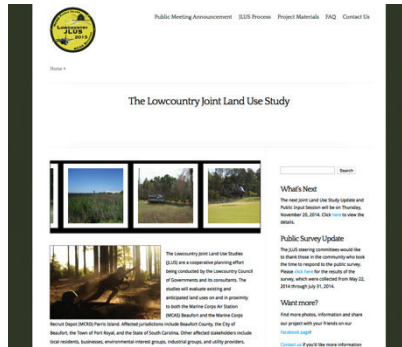 LOWCOUNTRY
JLUS
2015
Public Meeting Announcement JLUS Process Project Materials FAQ Contact Us
Home »
The Lowcountry Joint Land Use Study
Search
What's Next
The next Joint Land Use Study Update and
Public Input Session will be on Thursday,
November 20, 2014. Click here to view the
details.
Public Survey Update
The JLUS steering committees would like
to thank those in the community who took
the time to respond to the public survey.
Please click here for the results of the
survey, which were collected from May 22,
2014 through July 31, 2014.
Want more?
Find more photos, information and share
our project with your friends on our
Facebook page!
Contact us if you'd like more information
The Lowcountry Joint Land Use Studies
(JLUS) are a cooperative planning effort
being conducted by the Lowcountry Council
of Governments and its consultants. The
studies will evaluate existing and
anticipated land uses on and in proximity
to both the Marine Corps Air Station
(MCAS) Beaufort and the Marine Corps
Recruit Depot (MCRD) Parris Island. Affected jurisdictions include Beaufort County, the City of
Beaufort, the Town of Port Royal, and the State of South Carolina. Other affected stakeholders include
local residents, businesses, environmental-interest groups, industrial groups, and utility providers.